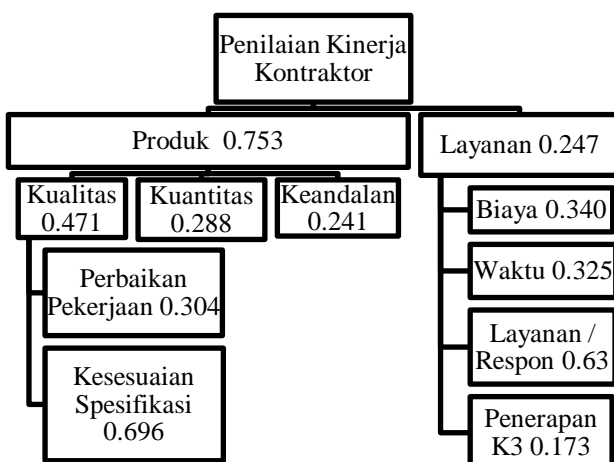 Penilaian Kinerja
Kontraktor
Produk 0.753
Layanan 0.247
Kualitas
0.471
Kuantitas
0.288
Keandalan
0.241
Perbaikan
Pekerjaan 0.304
Kesesuaian
Spesifikasi
0.696
Biaya 0.340
Waktu 0.325
Layanan /
Respon 0.63
Penerapan
K3 0.173